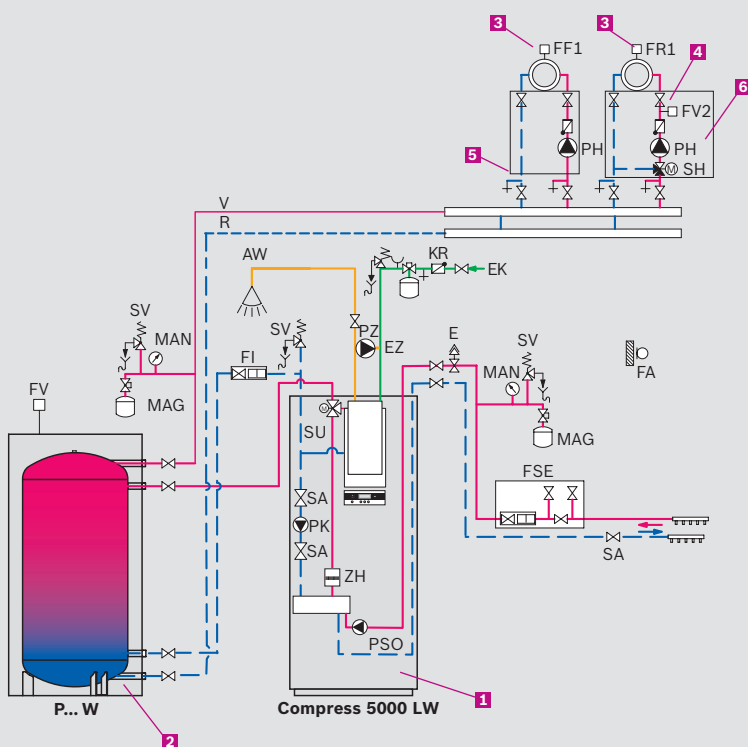 3
FF1
3
FR1
4
6
FV2
PH
PH
5
M
SH
V
R
AW
KR
EK
SV
MAN
SV
PZ
EZ
E
SV
FI
MAN
FA
FV
MAG
M
SU
MAG
SA
FSE
PK
SA
SA
ZH
PSO
1
P... W
Compress 5000 LW
2